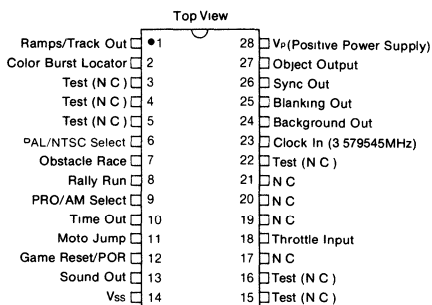 Top View
Ramps/Track Out 1 28 Vp (Positive Power Supply)
Color Burst Locator 2 27 Object Output
Test (N C) 3 26 Sync Out
Test (N C) 4 25 Blanking Out
Test (N C) 5 24 Background Out
PAL/NTSC Select 6 23 Clock In (3 579545MHz)
Obstacle Race 7 22 Test (N C)
Rally Run 8 21 N C
PRO/AM Select 9 20 N C
Time Out 10 19 N C
Moto Jump 11 18 Throttle Input
Game Reset/POR 12 17 N C
Sound Out 13 16 Test (N C)
Vss 14 15 Test (N C)